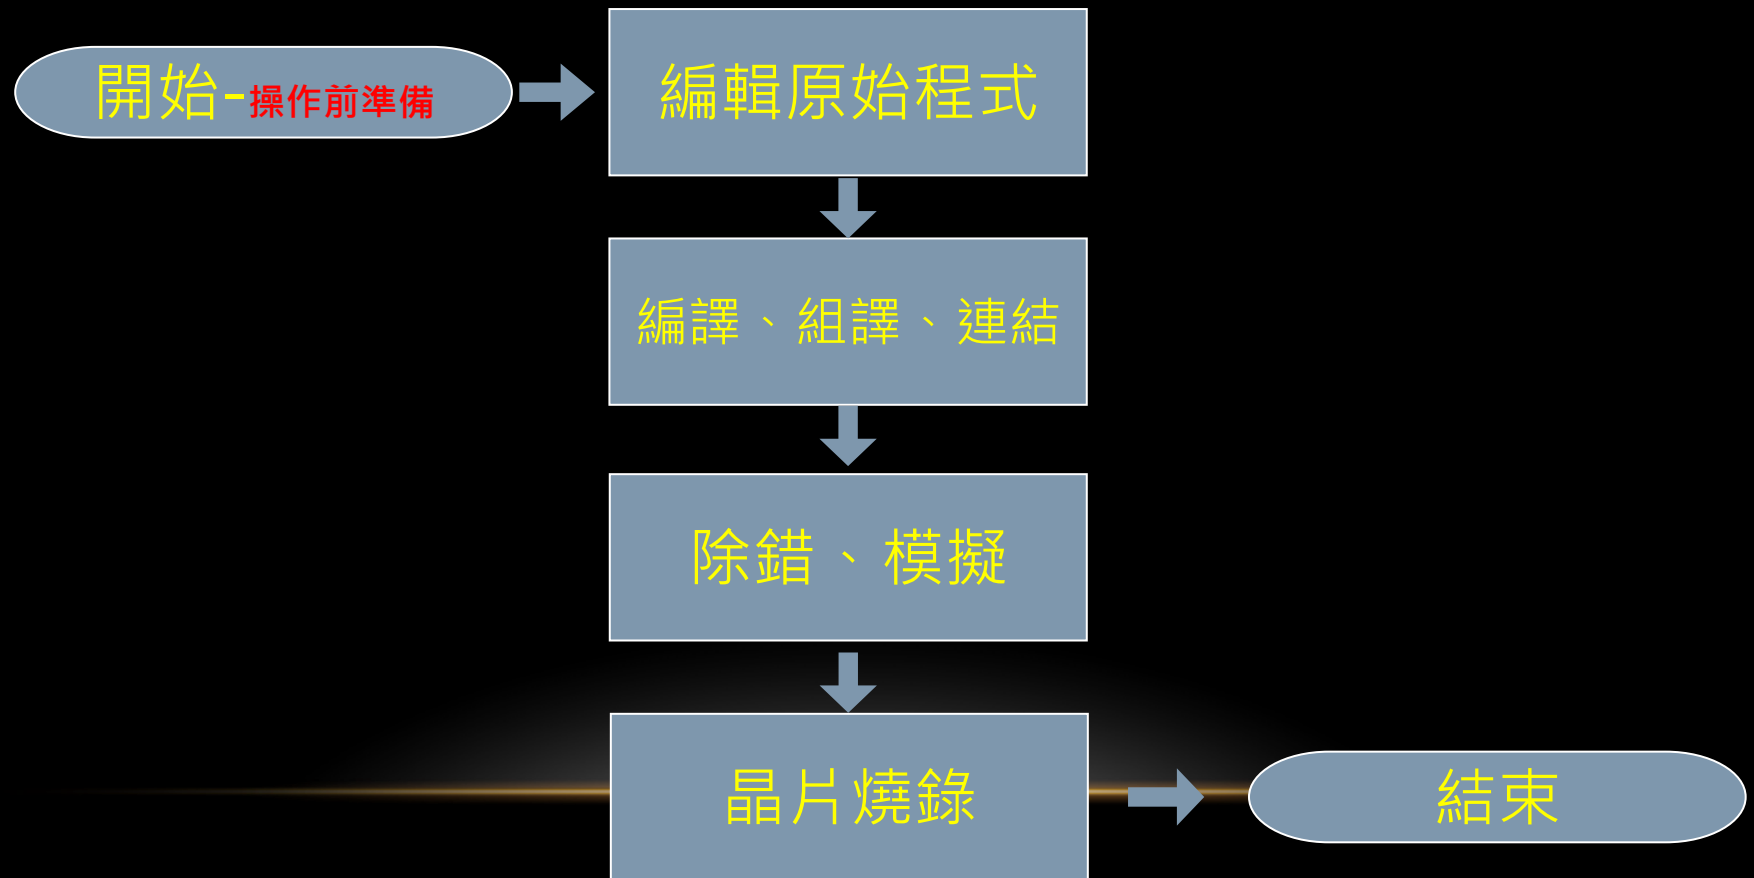 開始-操作前準備
編輯原始程式
編譯、組譯、連結
除錯、模擬
晶片燒錄
結束